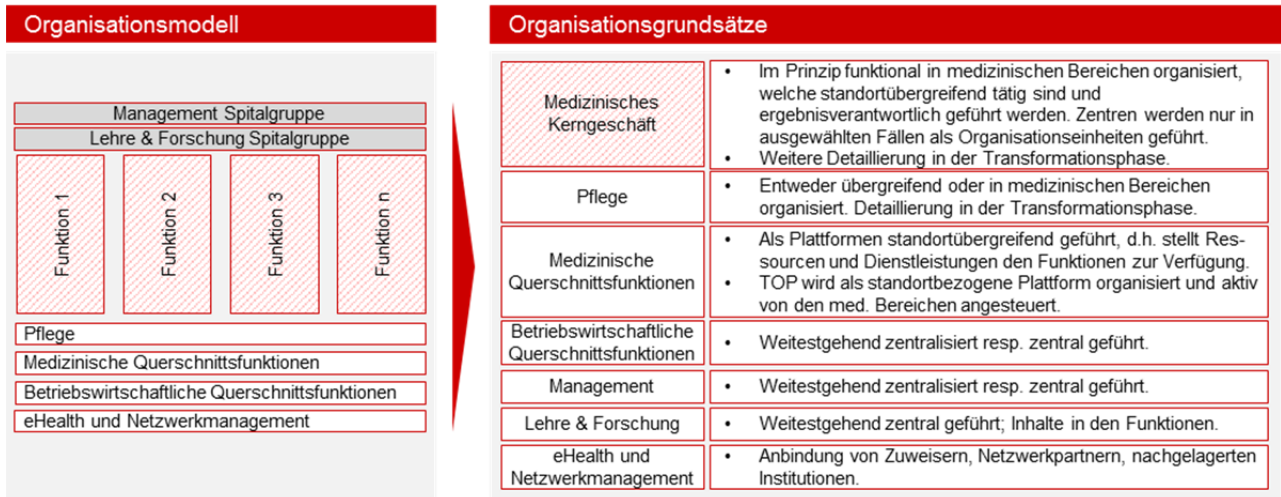 Organisationsmodell
Management Spitalgruppe
Lehre & Forschung Spitalgruppe
Funktion 1
Funktion 2
Funktion 3
Funktion n
Pflege
Medizinische Querschnittsfunktionen
Betriebswirtschaftliche Querschnittsfunktionen
eHealth und Netzwerkmanagement
Organisationsgrundsätze
Medizinisches
Kerngeschäft
• Im Prinzip funktional in medizinischen Bereichen organisiert,
welche standortübergreifend tätig sind und
ergebnisverantwortlich geführt werden. Zentren werden nur in
ausgewählten Fällen als Organisationseinheiten geführt.
• Weitere Detaillierung in der Transformationsphase.
Pflege
• Entweder übergreifend oder in medizinischen Bereichen
organisiert. Detaillierung in der Transformationsphase.
Medizinische
Querschnittsfunktionen
• Als Plattformen standortübergreifend geführt, d.h. stellt Res-
sourcen und Dienstleistungen den Funktionen zur Verfügung.
• TOP wird als standortbezogene Plattform organisiert und aktiv
von den med. Bereichen angesteuert.
Betriebswirtschaftliche
Querschnittsfunktionen
• Weitestgehend zentralisiert resp. zentral geführt.
Management
• Weitestgehend zentralisiert resp. zentral geführt.
Lehre & Forschung
• Weitestgehend zentral geführt; Inhalte in den Funktionen.
eHealth und
Netzwerkmanagement
• Anbindung von Zuweisern, Netzwerkpartnern, nachgelagerten
Institutionen.